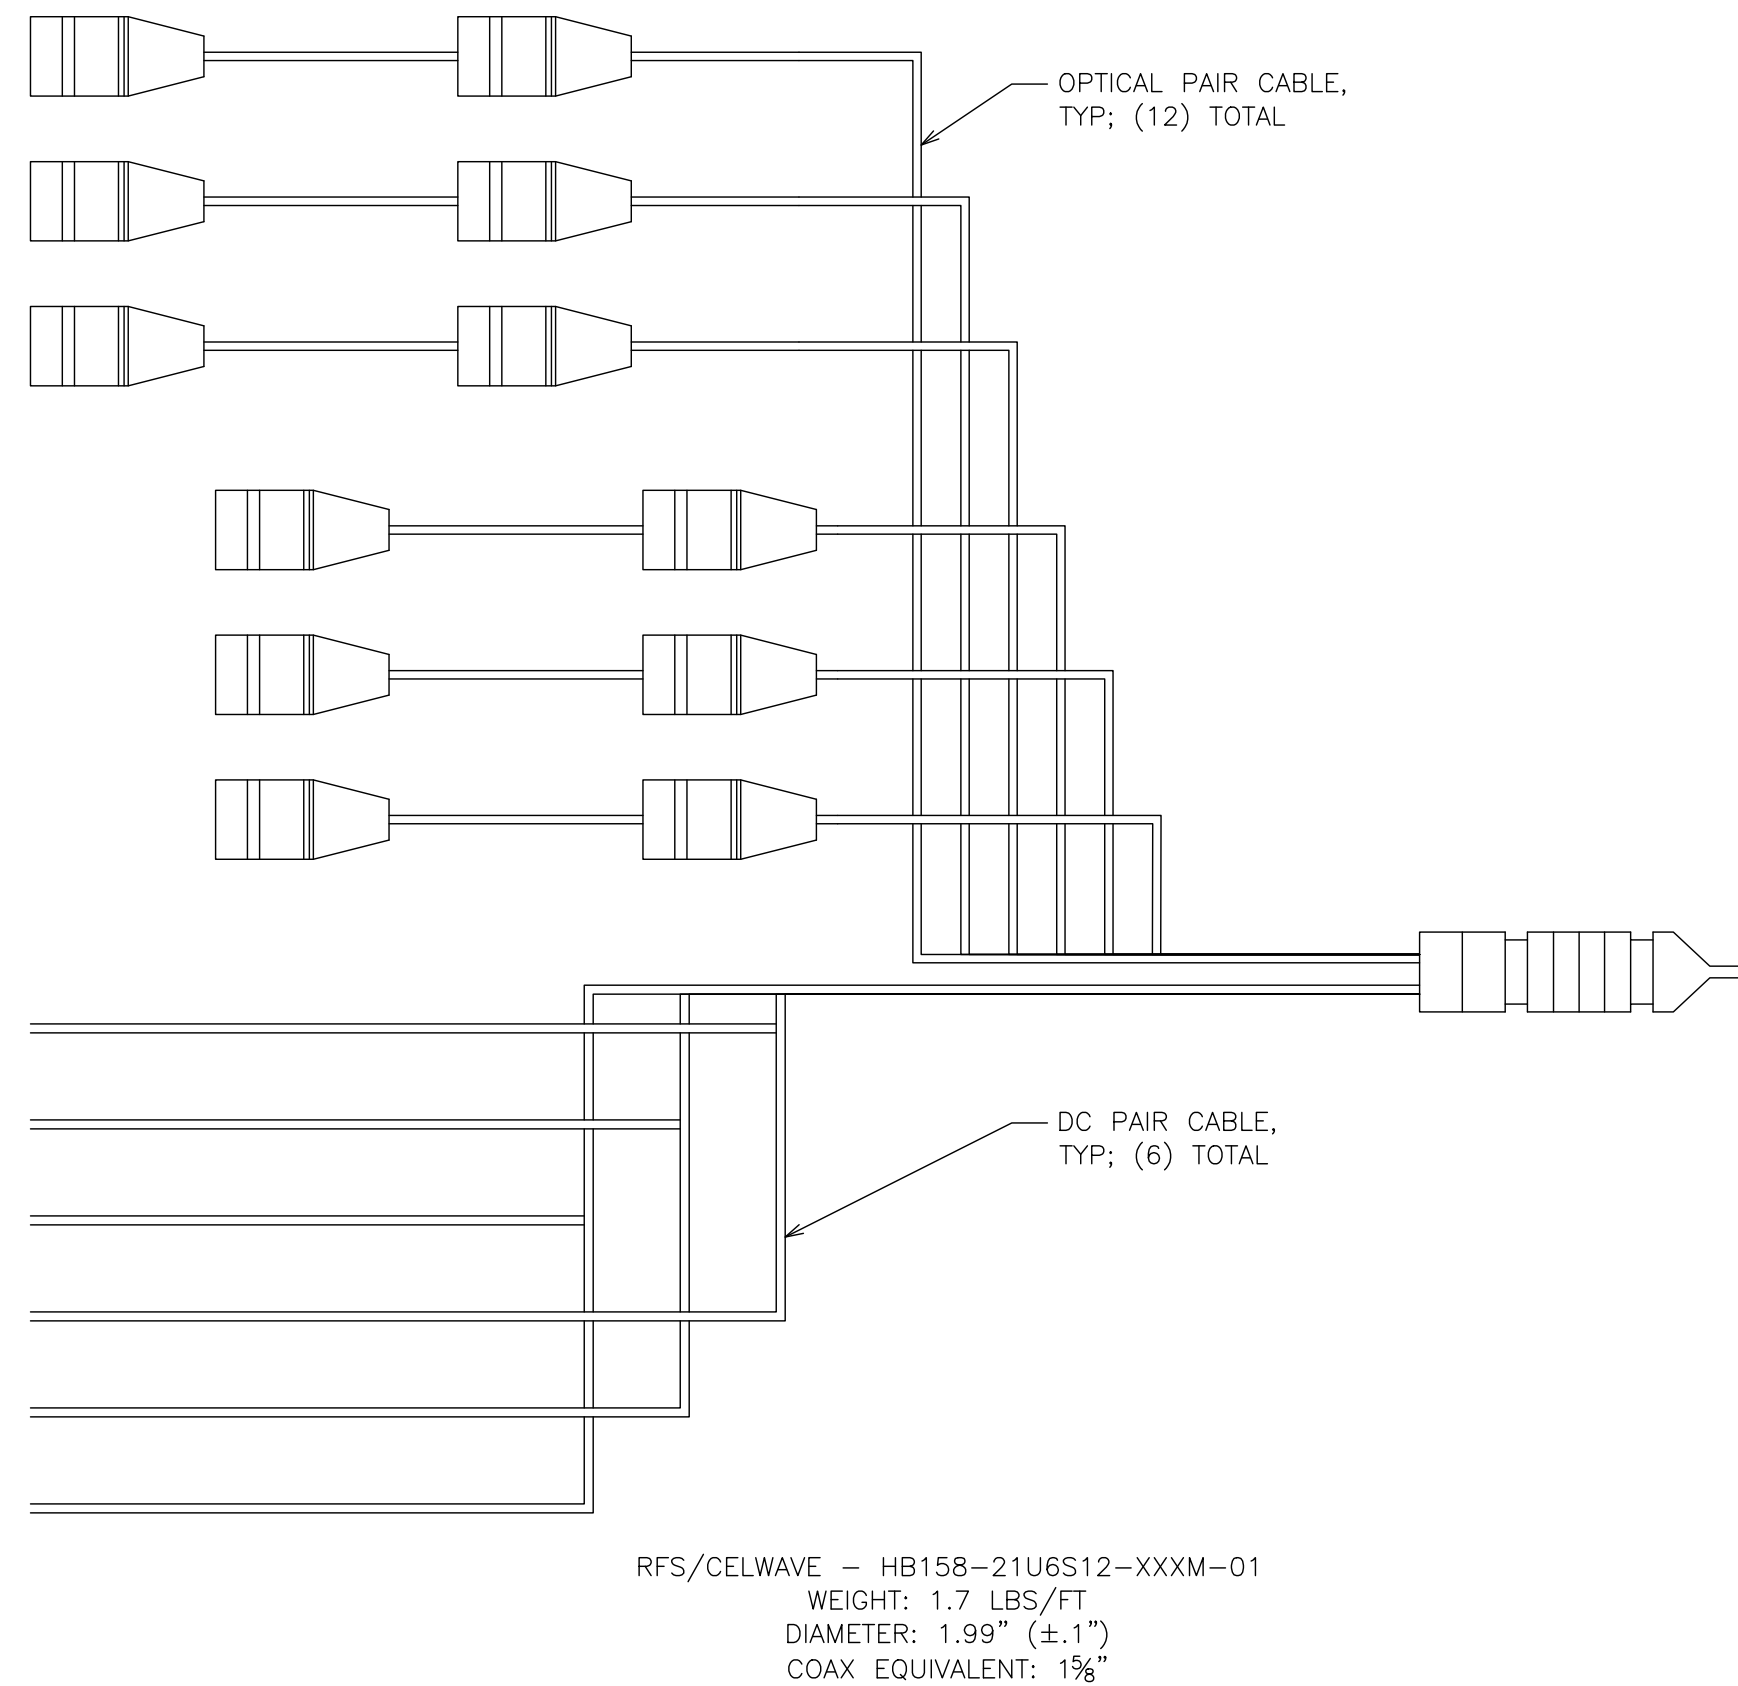 OPTICAL PAIR CABLE,
TYP; (12) TOTAL
DC PAIR CABLE,
TYP; (6) TOTAL
RFS/CELWAVE – HB158–21U6S12–XXXM–01
WEIGHT: 1.7 LBS/FT
DIAMETER: 1.99" (±.1")
COAX EQUIVALENT: 1⅝"